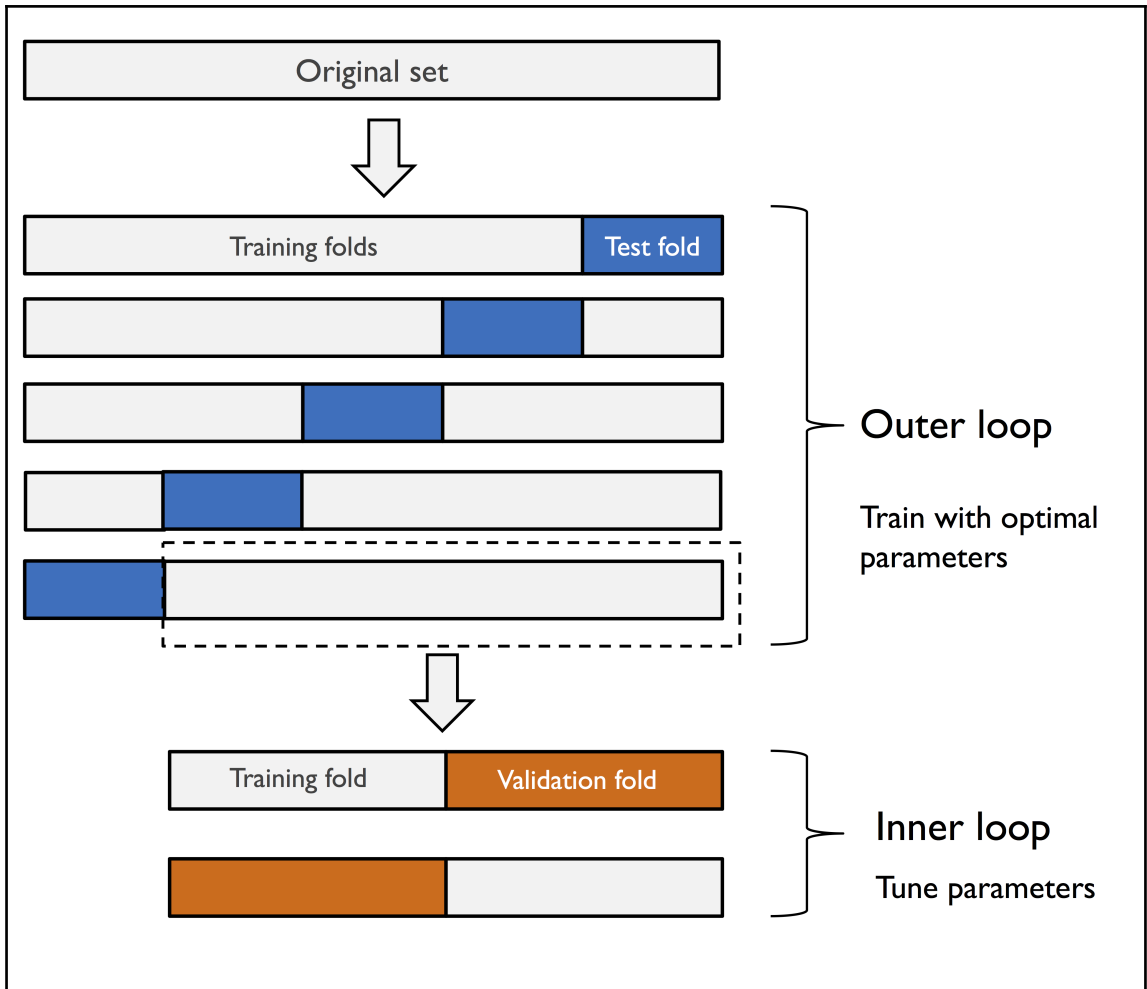 Original set
Training folds
Test fold
Outer loop
Train with optimal
parameters
Training fold
Validation fold
Inner loop
Tune parameters